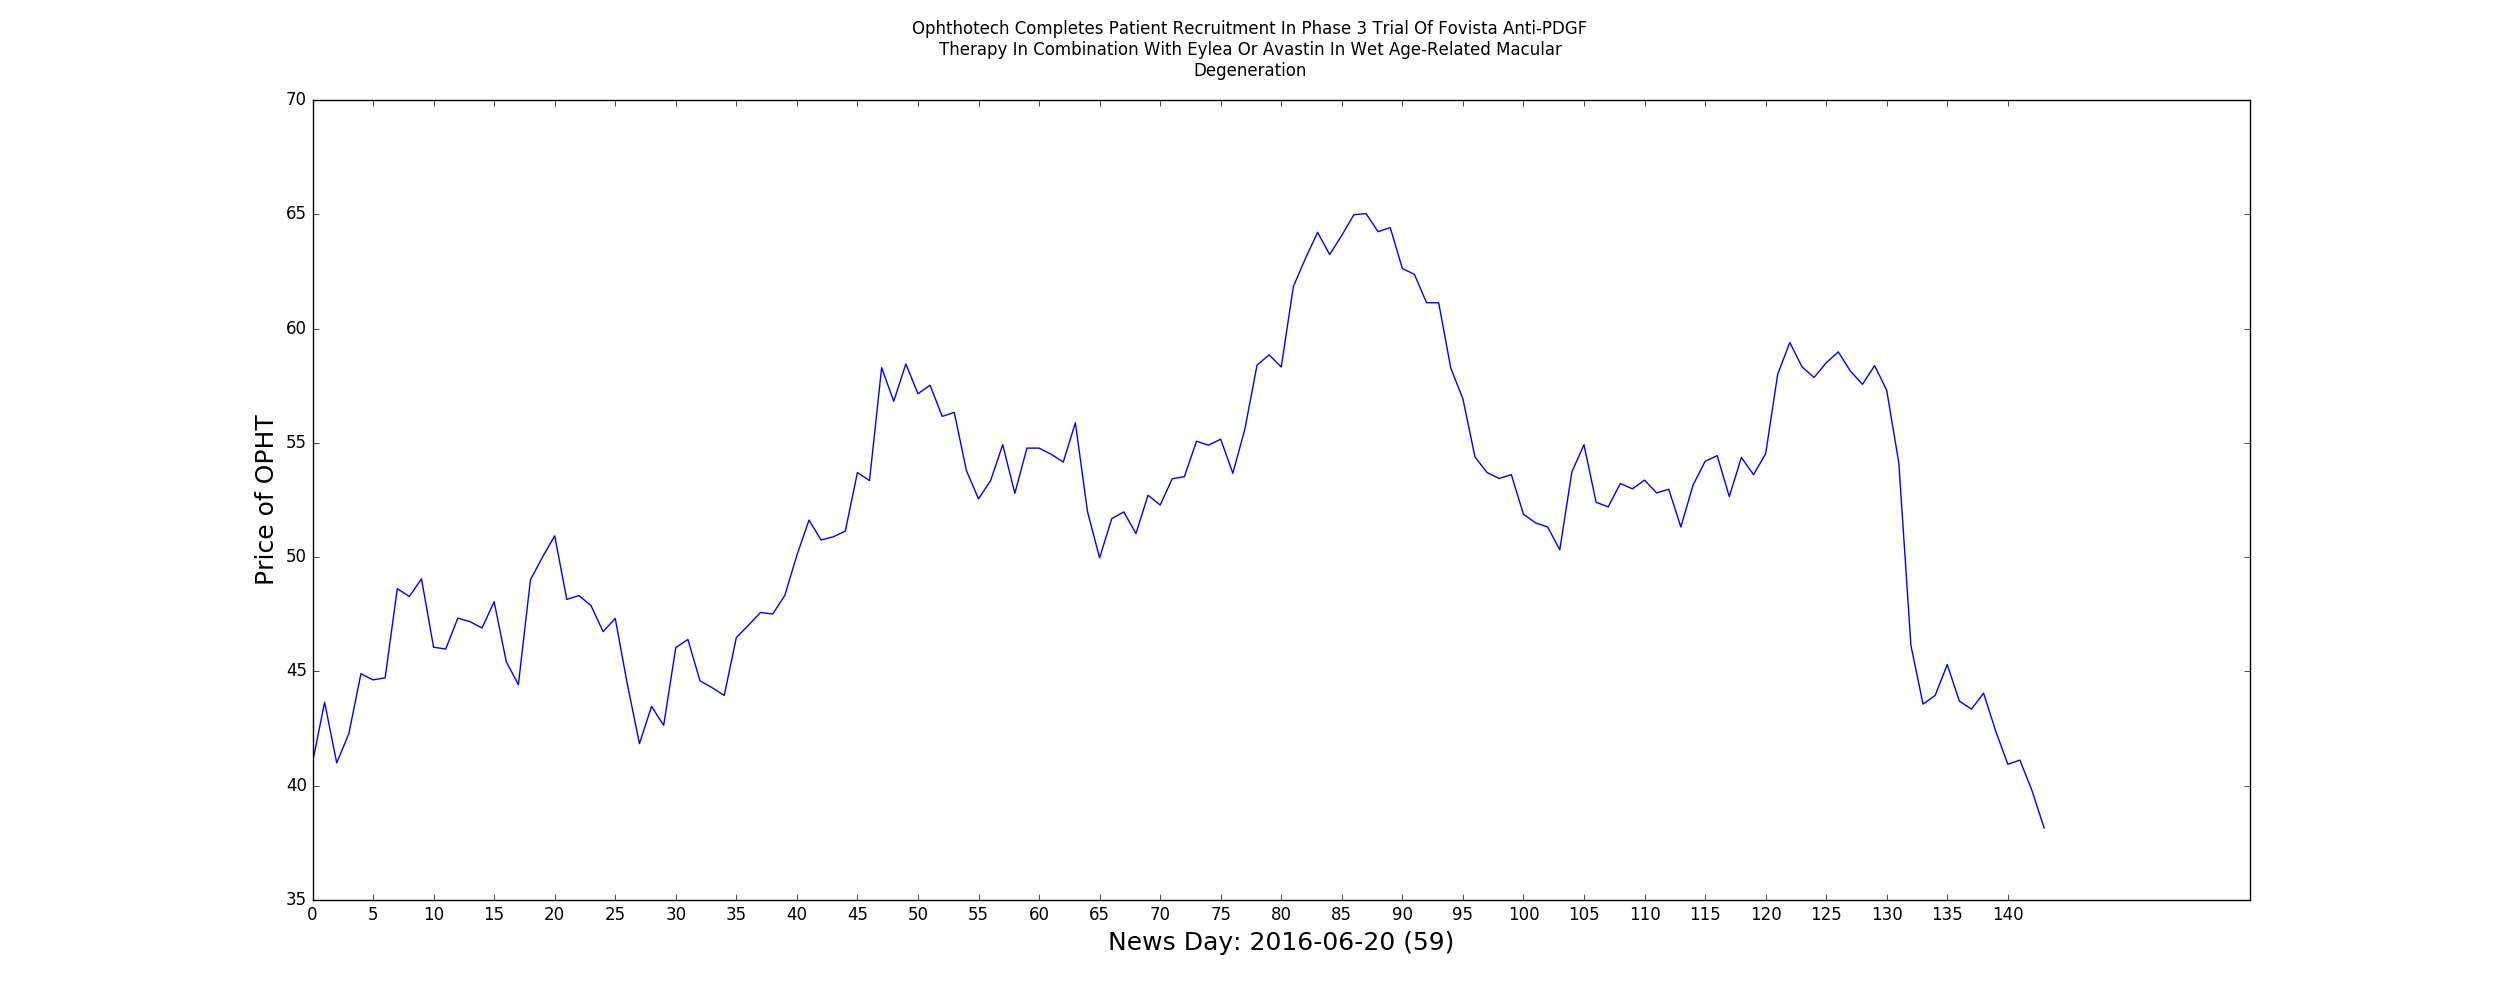 Ophthotech Completes Patient Recruitment In Phase 3 Trial Of Fovista Anti-PDGF
Therapy In Combination With Eylea Or Avastin In Wet Age-Related Macular
Degeneration
70
65
60
55
50
45
40
35
Price of OPHT
0 5 10 15 20 25 30 35 40 45 50 55 60 65 70 75 80 85 90 95 100 105 110 115 120 125 130 135 140
News Day: 2016-06-20 (59)